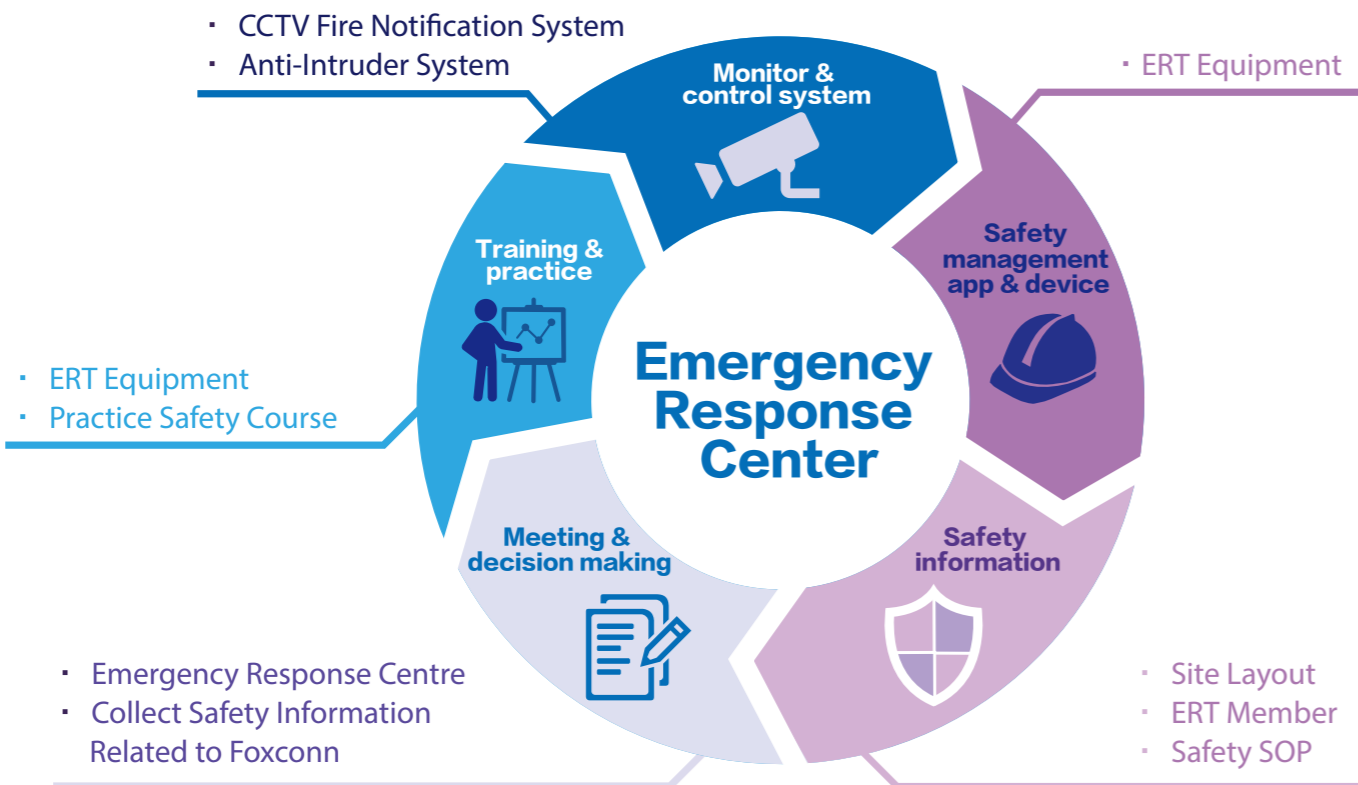 · CCTV Fire Notification System
· Anti-Intruder System
Monitor &
control system
· ERT Equipment
Safety
management
app & device
Training &
practice
Emergency
Response
Center
· ERT Equipment
· Practice Safety Course
Meeting &
decision making
Safety
information
· Emergency Response Centre
· Collect Safety Information
Related to Foxconn
· Site Layout
· ERT Member
· Safety SOP